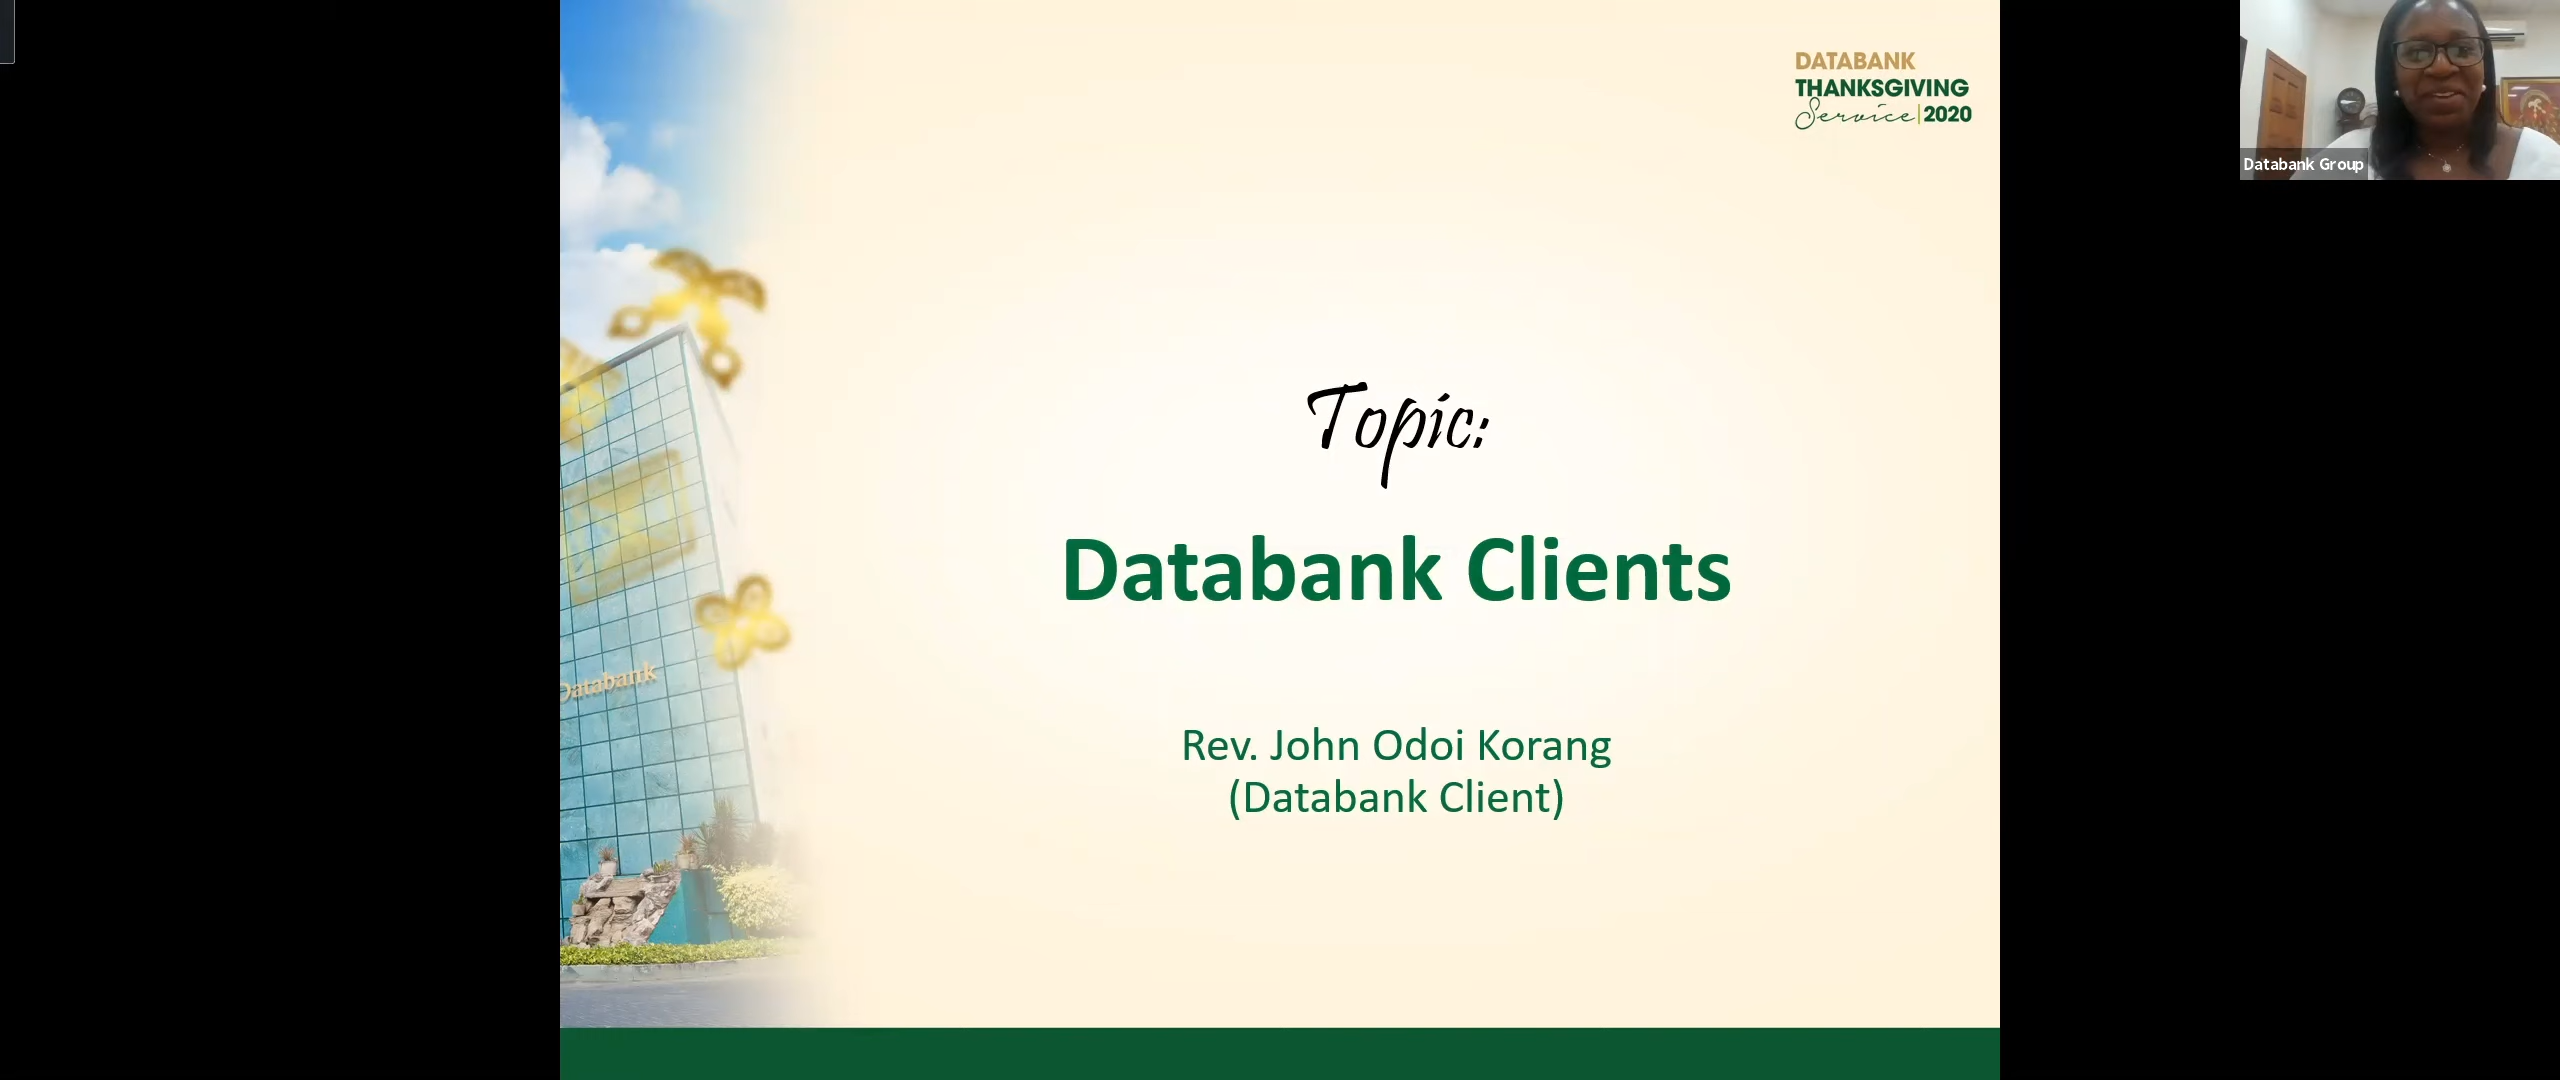 DATABANK
THANKSGIVING
Service | 2020
Databank Group
Topic:
Databank Clients
Databank
Rev. John Odoi Korang
(Databank Client)